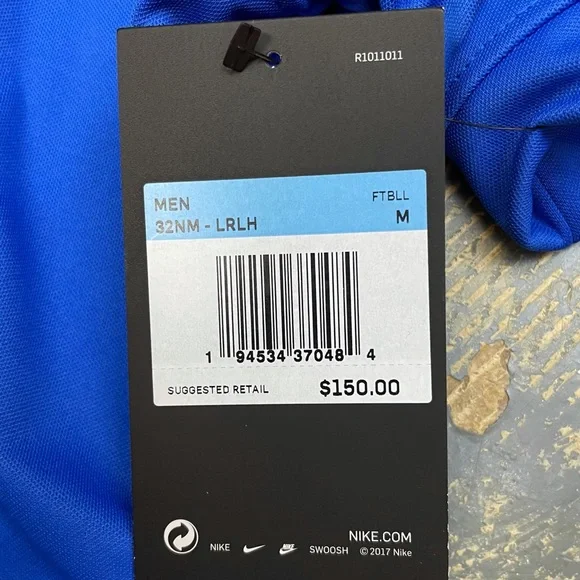 R1011011
MEN FTBLL
32NM - LRLH M
1 94534 37048 4
SUGGESTED RETAIL $150.00
NIKE.COM
NIKE SWOOSH © 2017 Nike